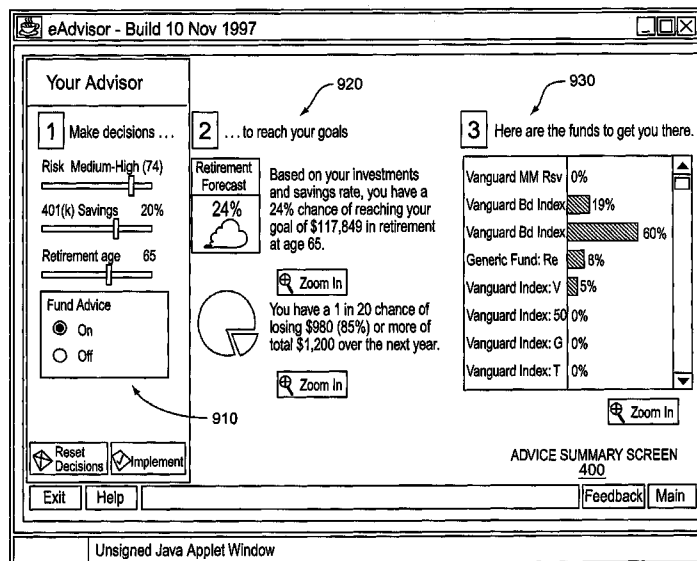 eAdvisor - Build 10 Nov 1997
Your Advisor
1 Make decisions ...
Risk Medium-High (74)
401(k) Savings 20%
Retirement age 65
Fund Advice
On
Off
910
Reset
Decisions
Implement
920
2 ... to reach your goals
Retirement
Forecast
24%
Based on your investments
and savings rate, you have a
24% chance of reaching your
goal of $117,849 in retirement
at age 65.
Zoom In
You have a 1 in 20 chance of
losing $980 (85%) or more of
total $1,200 over the next year.
Zoom In
930
3 Here are the funds to get you there.
Vanguard MM Rsv 0%
Vanguard Bd Index 19%
Vanguard Bd Index 60%
Generic Fund: Re 8%
Vanguard Index: V 5%
Vanguard Index: 50 0%
Vanguard Index: G 0%
Vanguard Index: T 0%
Zoom In
ADVICE SUMMARY SCREEN
400
Exit Help Feedback Main
Unsigned Java Applet Window